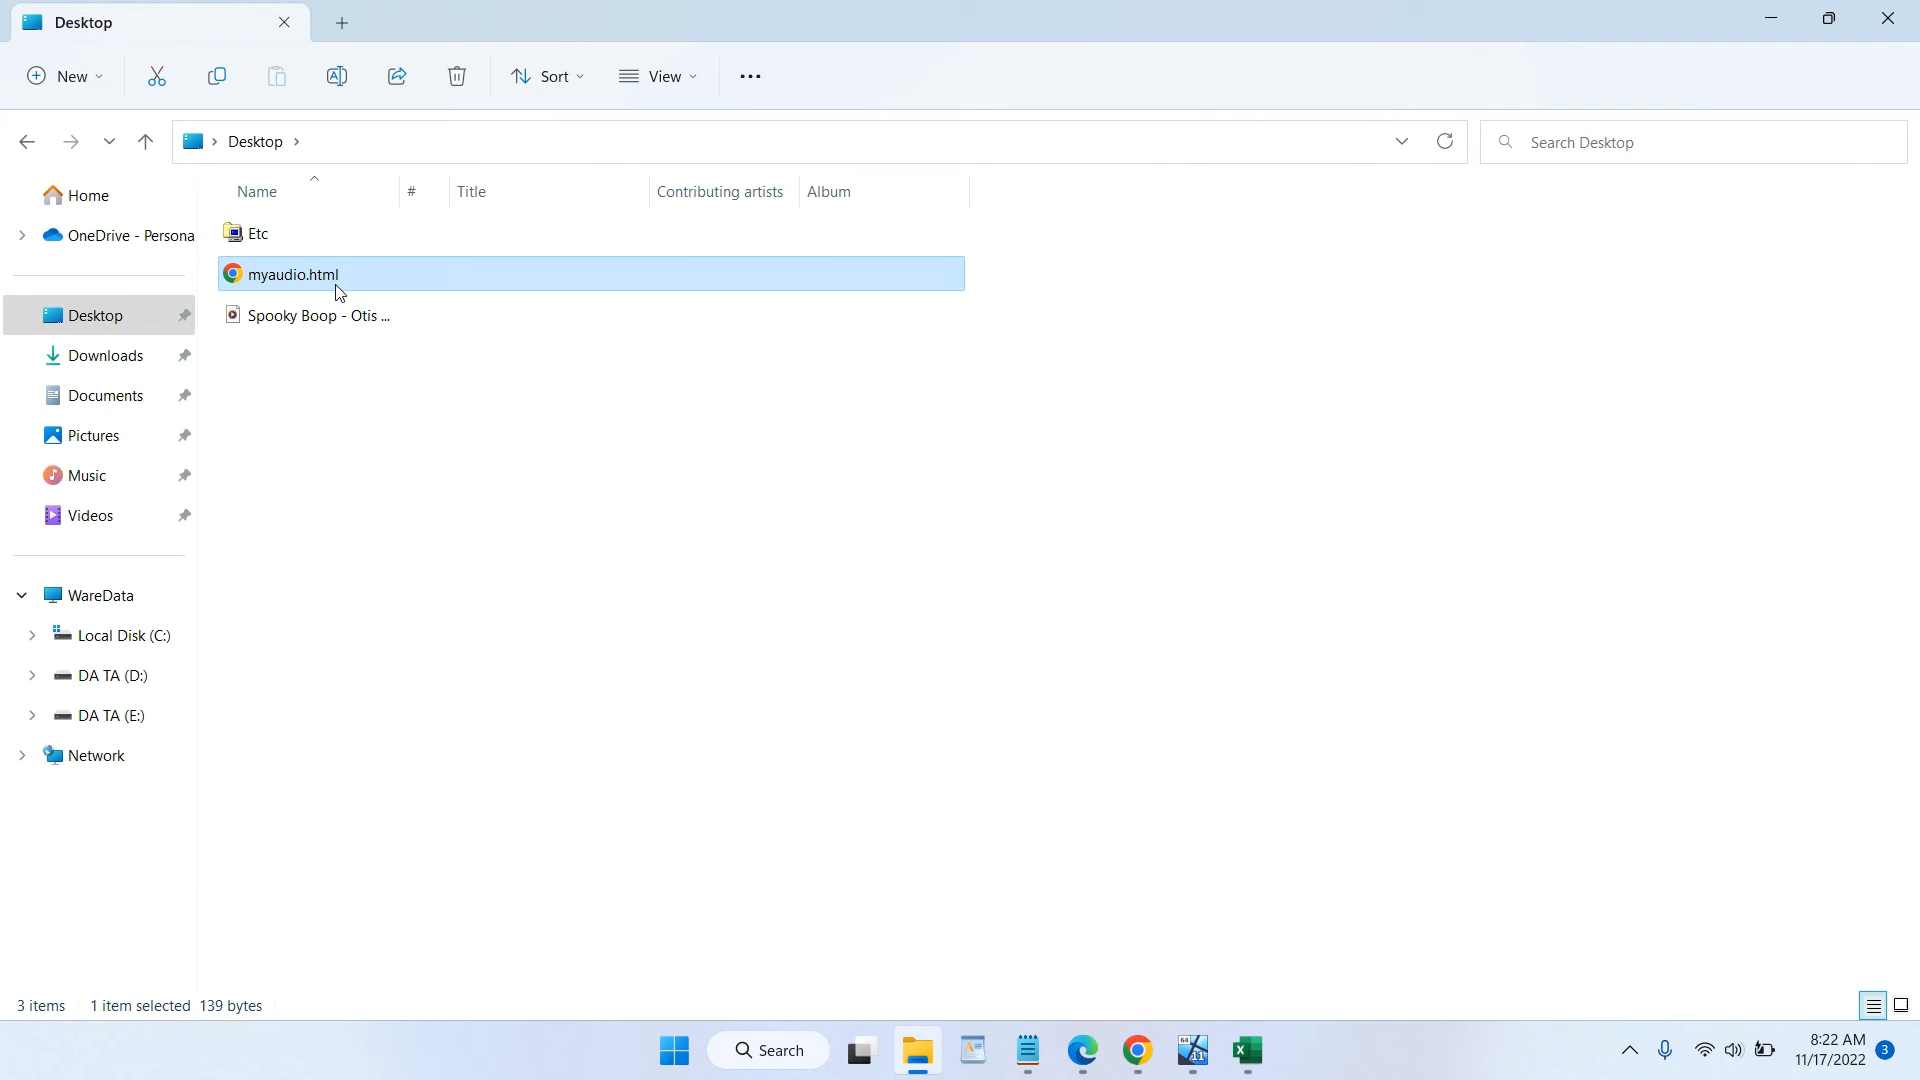 Desktop
New
Sort
View
Desktop
Search Desktop
Name
#
Title
Contributing artists
Album
Home
OneDrive - Persona
Desktop
Downloads
Documents
Pictures
Music
Videos
WareData
Local Disk (C:)
DA TA (D:)
DA TA (E:)
Network
Etc
myaudio.html
Spooky Boop - Otis ...
3 items
1 item selected 139 bytes
Search
64
11
8:22 AM
11/17/2022
3